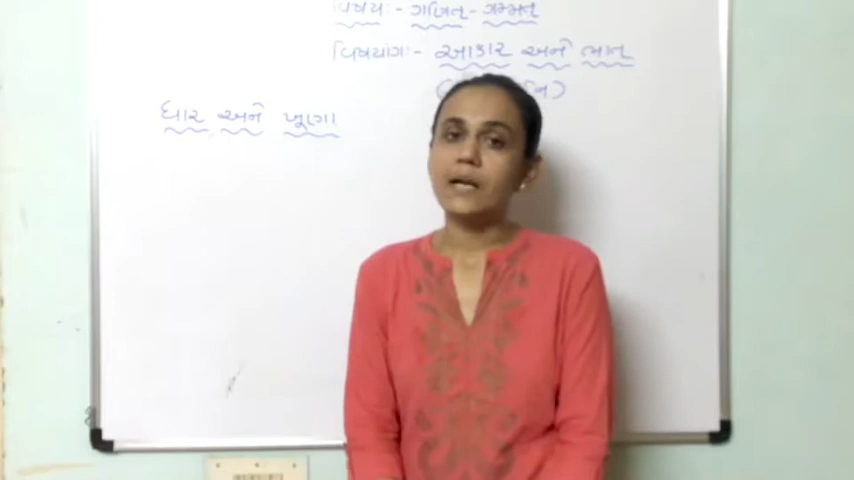 વિષય:- ગણિત-ગમ્મત
વિષયાંગ:- આકાર અને ભાત
ધાર અને ખૂણા